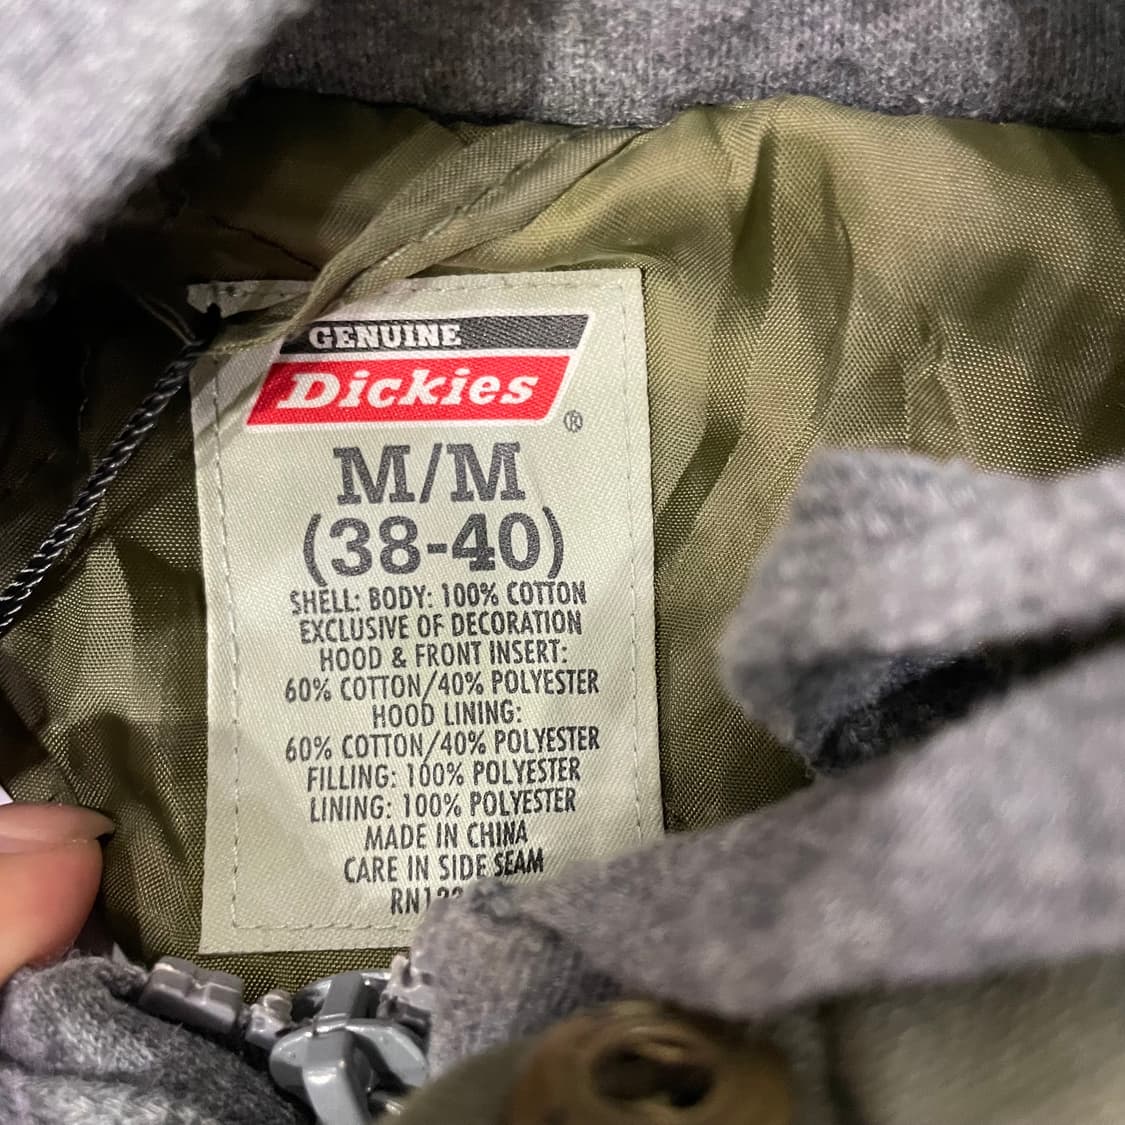 GENUINE
Dickies
®
M/M
(38-40)
SHELL: BODY: 100% COTTON
EXCLUSIVE OF DECORATION
HOOD & FRONT INSERT:
60% COTTON/40% POLYESTER
HOOD LINING:
60% COTTON/40% POLYESTER
FILLING: 100% POLYESTER
LINING: 100% POLYESTER
MADE IN CHINA
CARE IN SIDE SEAM